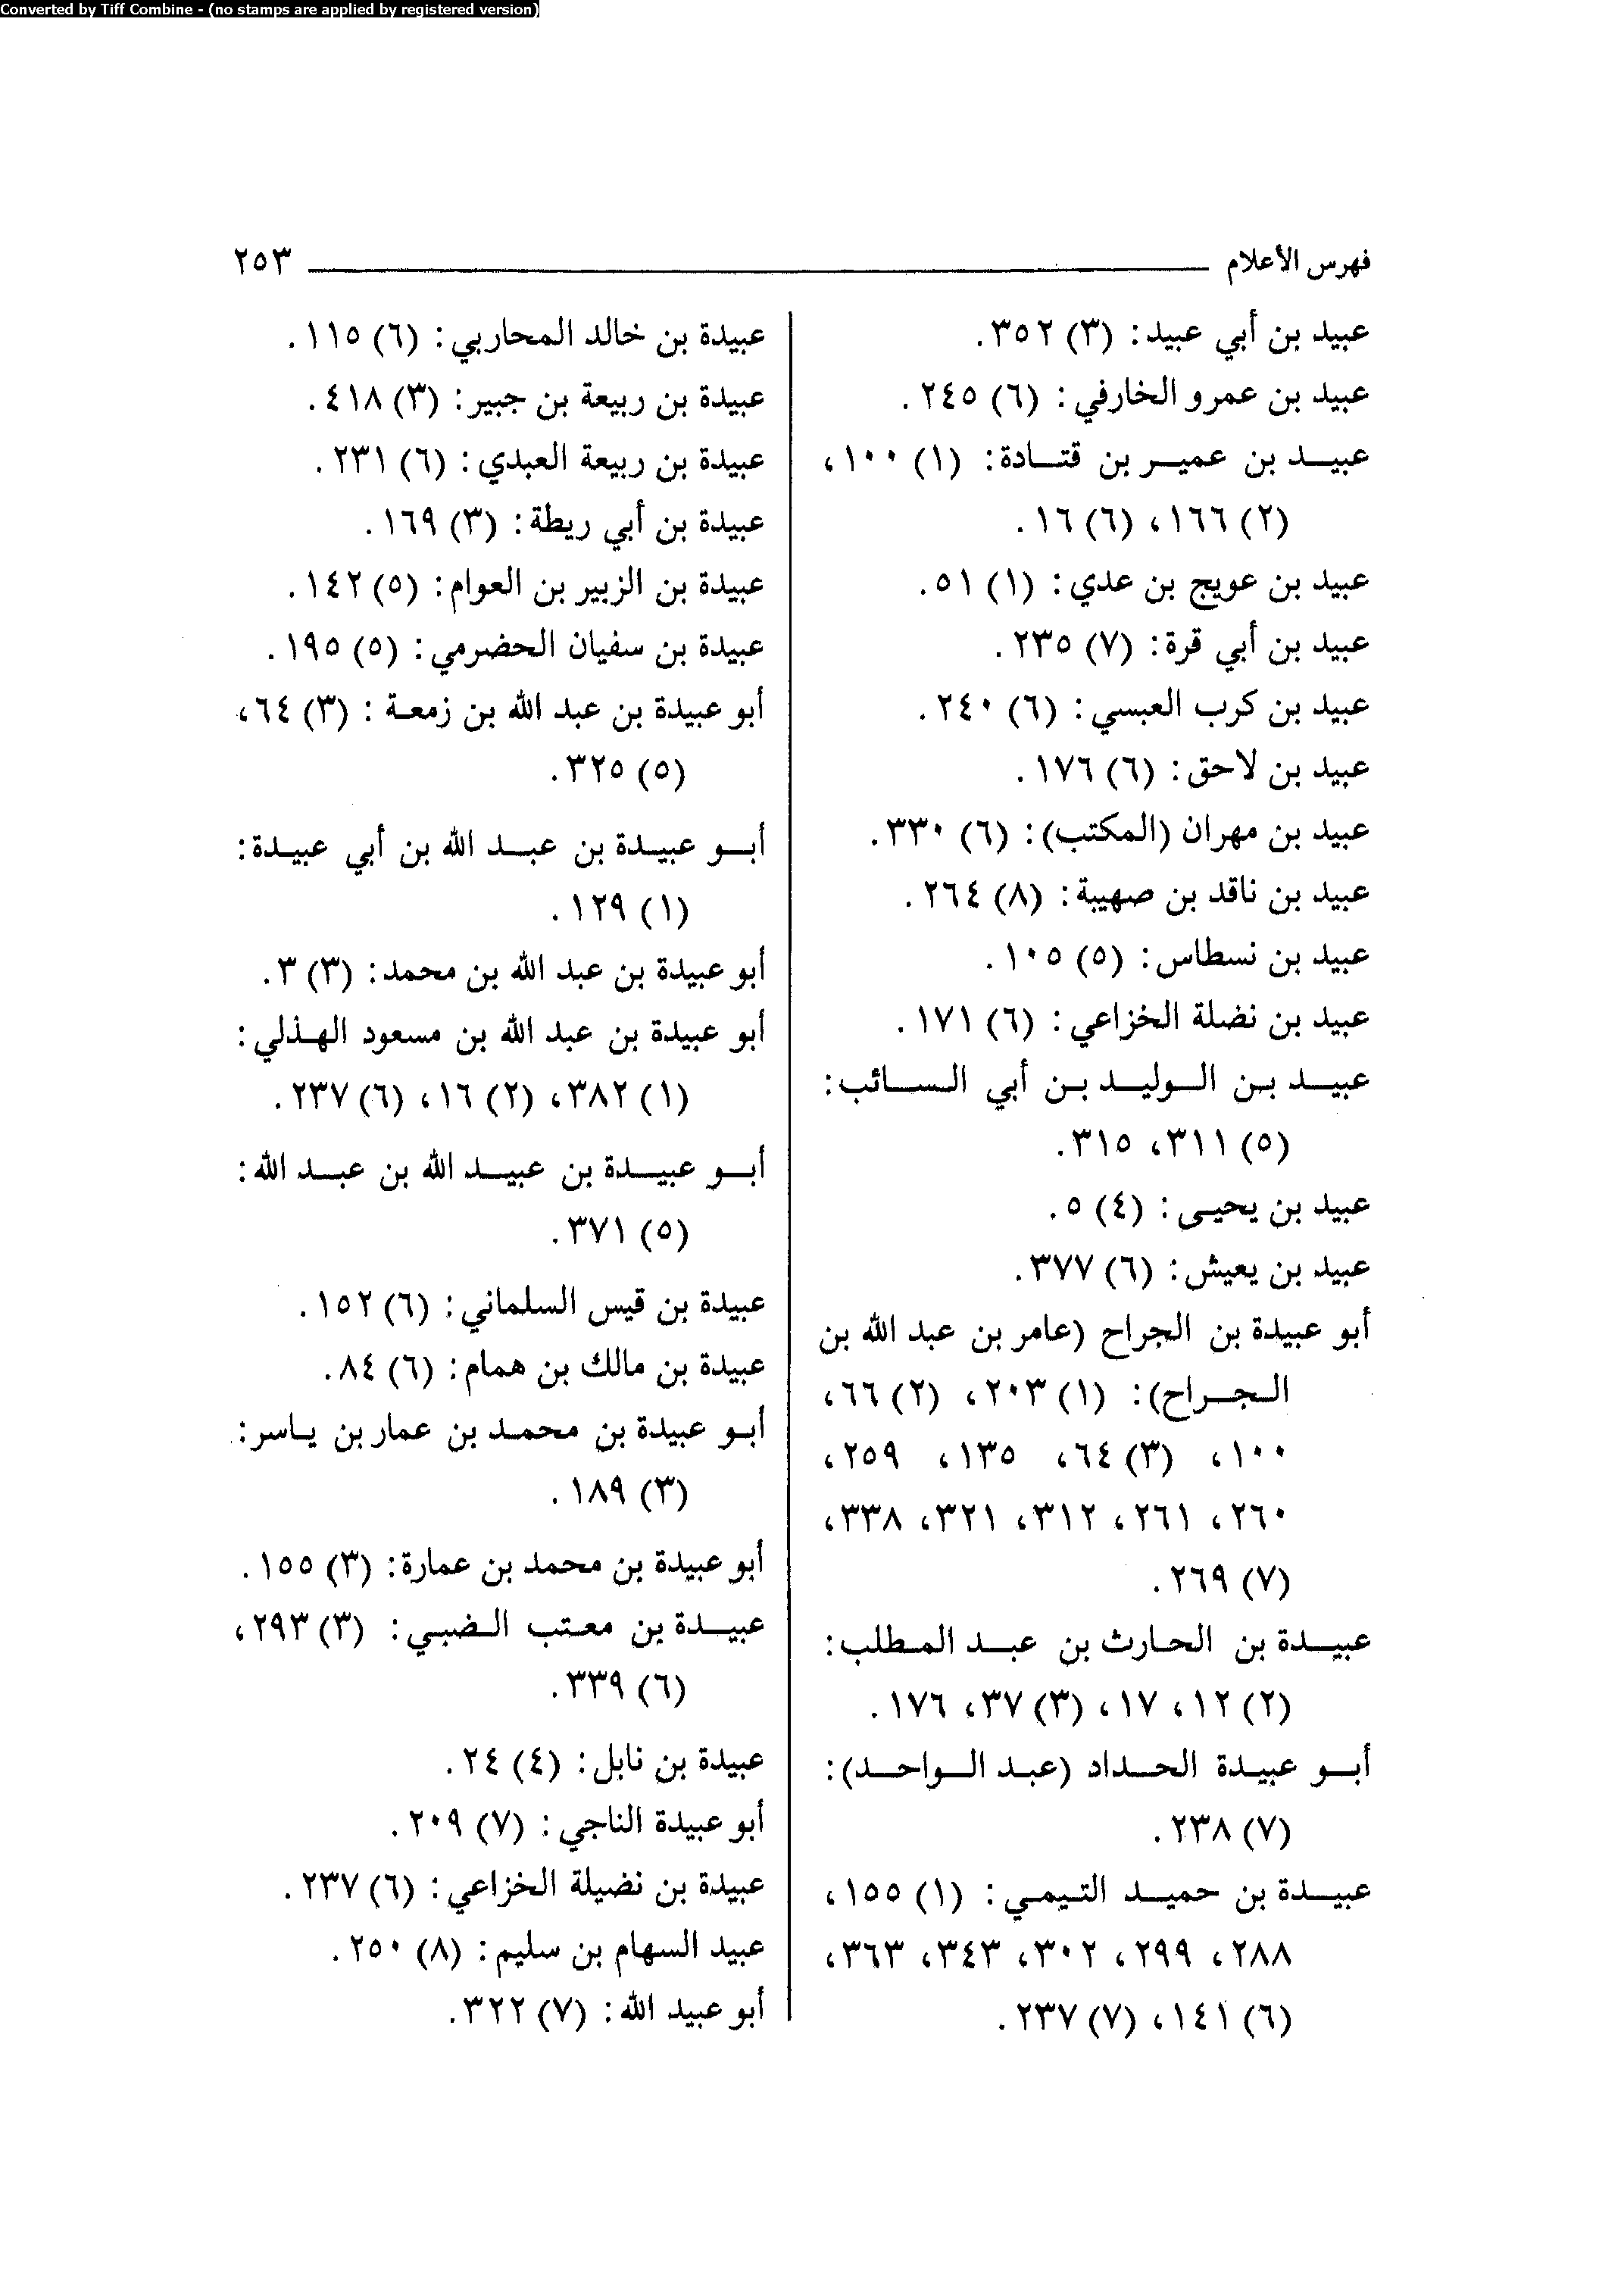 Converted by Tiff Combine - (no stamps are applied by registered version)
فهرس الأعلام ٢٥٣
عبيد بن أبي عبيد: (٣) ٣٥٢.
عبيد بن عمرو الخارفي: (٦) ٢٤٥.
عبيد بن عمير بن قتادة: (١) ١٠٠،
(٢) ١٦٦، (٦) ١٦.
عبيد بن عويج بن عدي: (١) ٥١.
عبيد بن أبي قرة: (٧) ٢٣٥.
عبيد بن كرب العبسي: (٦) ٢٤٠.
عبيد بن لاحق: (٦) ١٧٦.
عبيد بن مهران (المكتب): (٦) ٣٣٠.
عبيد بن ناقد بن صهيبة: (٨) ٢٦٤.
عبيد بن نسطاس: (٥) ١٠٥.
عبيد بن نضلة الخزاعي: (٦) ١٧١.
عبيد بن الوليد بن أبي السائب:
(٥) ٣١١، ٣١٥.
عبيد بن يحيى: (٤) ٥.
عبيد بن يعيش: (٦) ٣٧٧.
أبو عبيدة بن الجراح (عامر بن عبد الله بن
الجراح): (١) ٢٠٣، (٢) ٦٦،
١٠٠، (٣) ٦٤، ١٣٥، ٢٥٩،
٢٦٠، ٢٦١، ٣١٢، ٣٢١، ٣٣٨،
(٧) ٢٦٩.
عبيدة بن الحارث بن عبد المطلب:
(٢) ١٢، ١٧، (٣) ٣٧، ١٧٦.
أبو عبيدة الحداد (عبد الواحد):
(٧) ٢٣٨.
عبيدة بن حميد التيمي: (١) ١٥٥،
٢٨٨، ٢٩٩، ٣٠٢، ٣٤٣، ٣٦٣،
(٦) ١٤١، (٧) ٢٣٧.
عبيدة بن خالد المحاربي: (٦) ١١٥.
عبيدة بن ربيعة بن جبير: (٣) ٤١٨.
عبيدة بن ربيعة العبدي: (٦) ٢٣١.
عبيدة بن أبي ريطة: (٣) ١٦٩.
عبيدة بن الزبير بن العوام: (٥) ١٤٢.
عبيدة بن سفيان الحضرمي: (٥) ١٩٥.
أبو عبيدة بن عبد الله بن زمعة: (٣) ٦٤،
(٥) ٣٢٥.
أبو عبيدة بن عبد الله بن أبي عبيدة:
(١) ١٢٩.
أبو عبيدة بن عبد الله بن محمد: (٣) ٣.
أبو عبيدة بن عبد الله بن مسعود الهذلي:
(١) ٣٨٢، (٢) ١٦، (٦) ٢٣٧.
أبو عبيدة بن عبيد الله بن عبد الله:
(٥) ٣٧١.
عبيدة بن قيس السلماني: (٦) ١٥٢.
عبيدة بن مالك بن همام: (٦) ٨٤.
أبو عبيدة بن محمد بن عمار بن ياسر:
(٣) ١٨٩.
أبو عبيدة بن محمد بن عمارة: (٣) ١٥٥.
عبيدة بن معتب الضبي: (٣) ٢٩٣،
(٦) ٣٣٩.
عبيدة بن نابل: (٤) ٢٤.
أبو عبيدة الناجي: (٧) ٢٠٩.
عبيدة بن نضيلة الخزاعي: (٦) ٢٣٧.
عبيد السهام بن سليم: (٨) ٢٥٠.
أبو عبيد الله: (٧) ٣٢٢.